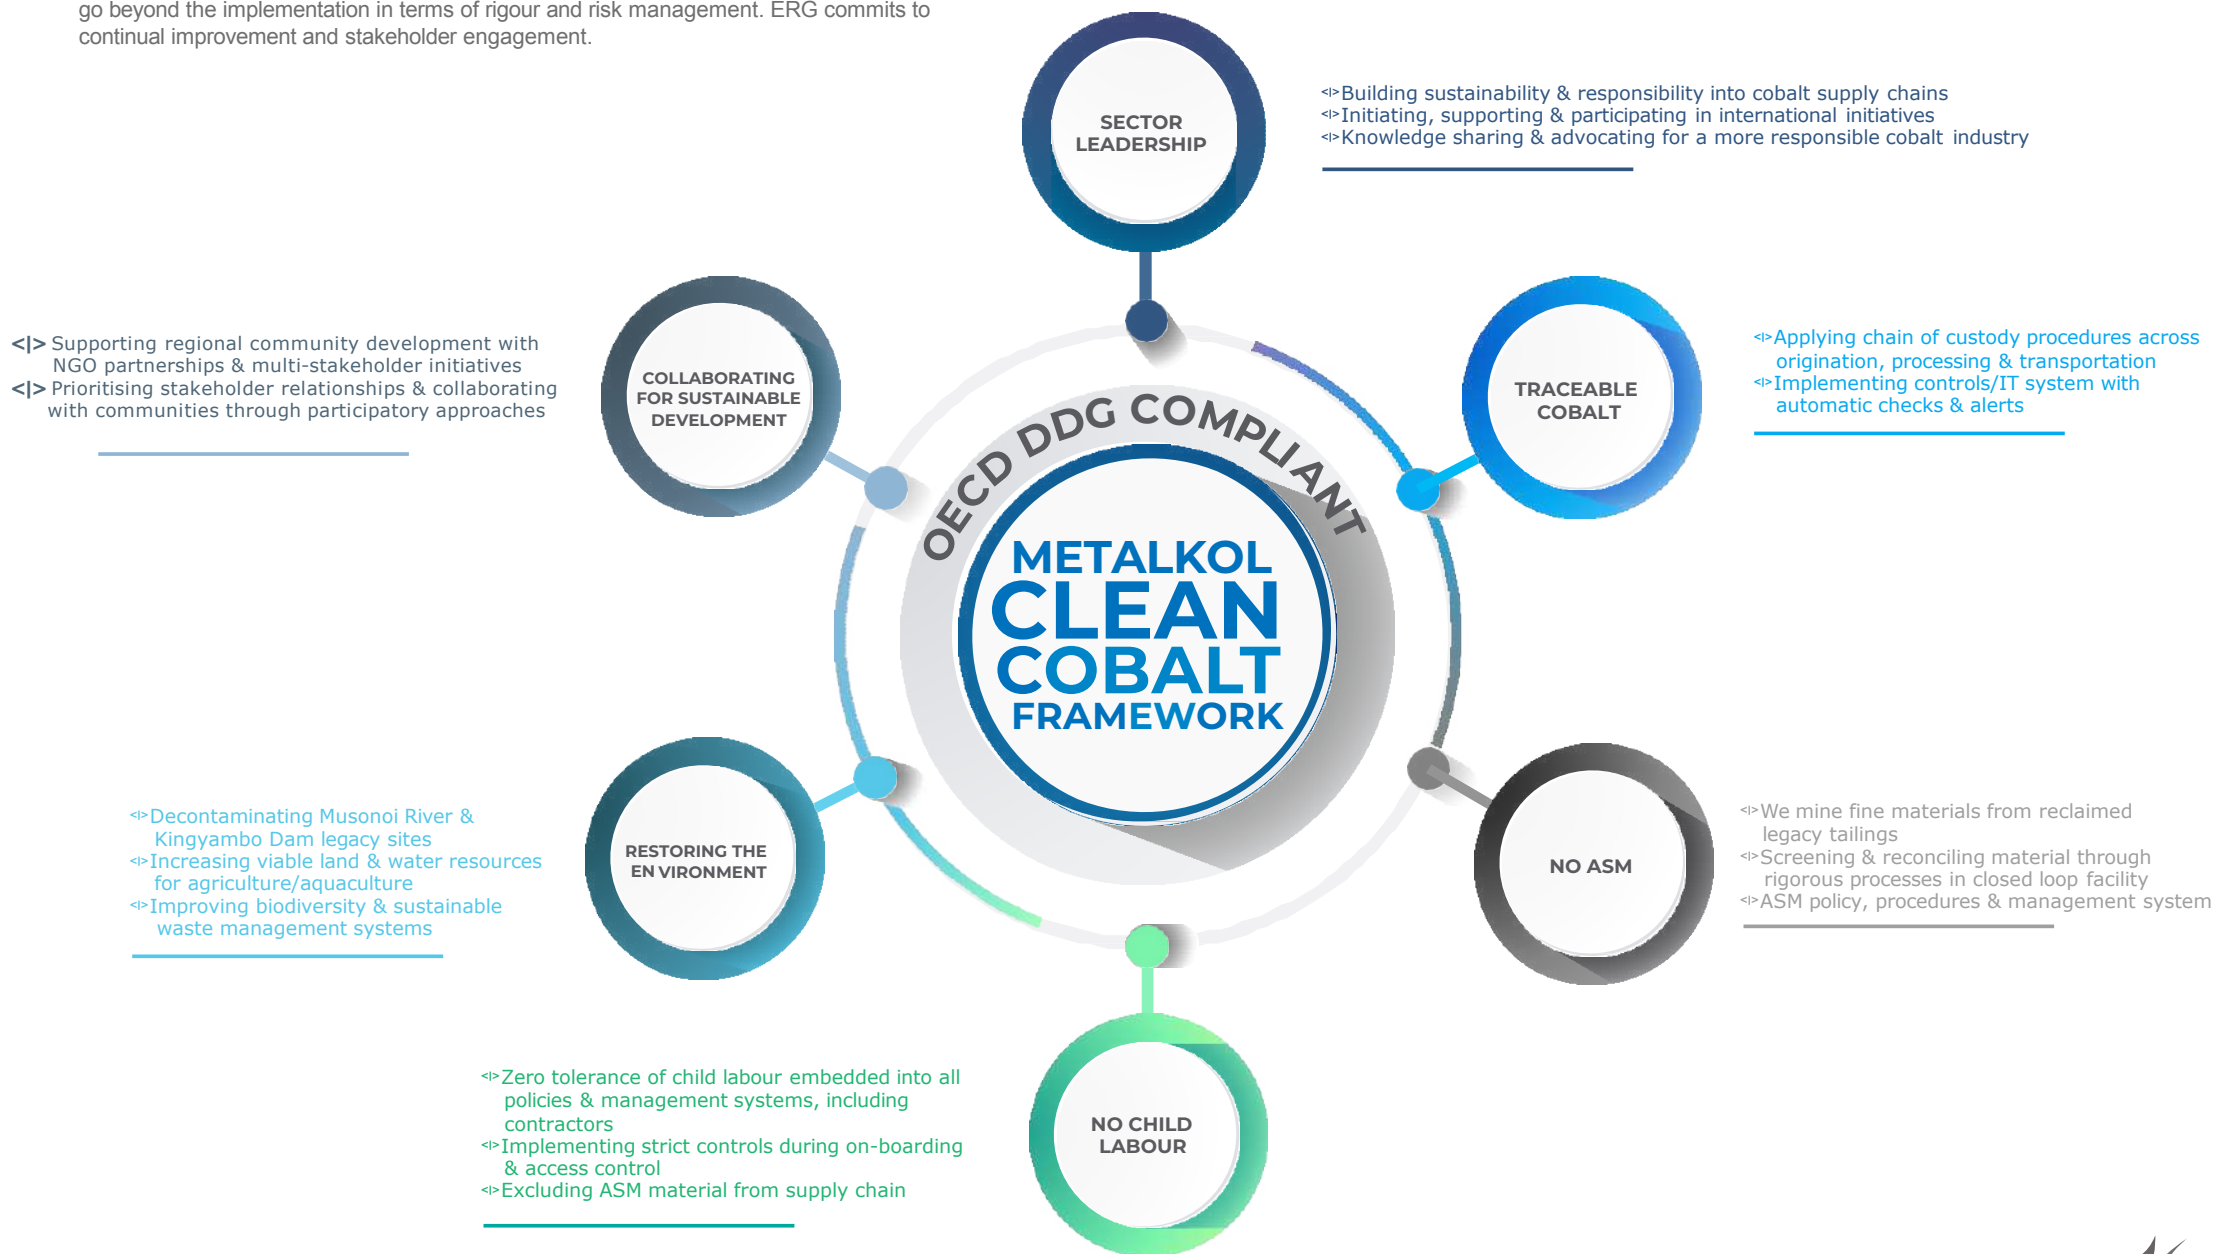 go beyond the implementation in terms of rigour and risk management. ERG commits to
continual improvement and stakeholder engagement.
SECTOR
LEADERSHIP
<|>Building sustainability & responsibility into cobalt supply chains
<|>Initiating, supporting & participating in international initiatives
<|>Knowledge sharing & advocating for a more responsible cobalt industry
<|> Supporting regional community development with
NGO partnerships & multi-stakeholder initiatives
<|> Prioritising stakeholder relationships & collaborating
with communities through participatory approaches
COLLABORATING
FOR SUSTAINABLE
DEVELOPMENT
TRACEABLE
COBALT
<|>Applying chain of custody procedures across
origination, processing & transportation
<|>Implementing controls/IT system with
automatic checks & alerts
OECD DDG COMPLIANT
METALKOL
CLEAN
COBALT
FRAMEWORK
<|>Decontaminating Musonoi River &
Kingyambo Dam legacy sites
<|>Increasing viable land & water resources
for agriculture/aquaculture
<|>Improving biodiversity & sustainable
waste management systems
RESTORING THE
EN VIRONMENT
NO ASM
<|>We mine fine materials from reclaimed
legacy tailings
<|>Screening & reconciling material through
rigorous processes in closed loop facility
<|>ASM policy, procedures & management system
<|>Zero tolerance of child labour embedded into all
policies & management systems, including
contractors
<|>Implementing strict controls during on-boarding
& access control
<|>Excluding ASM material from supply chain
NO CHILD
LABOUR